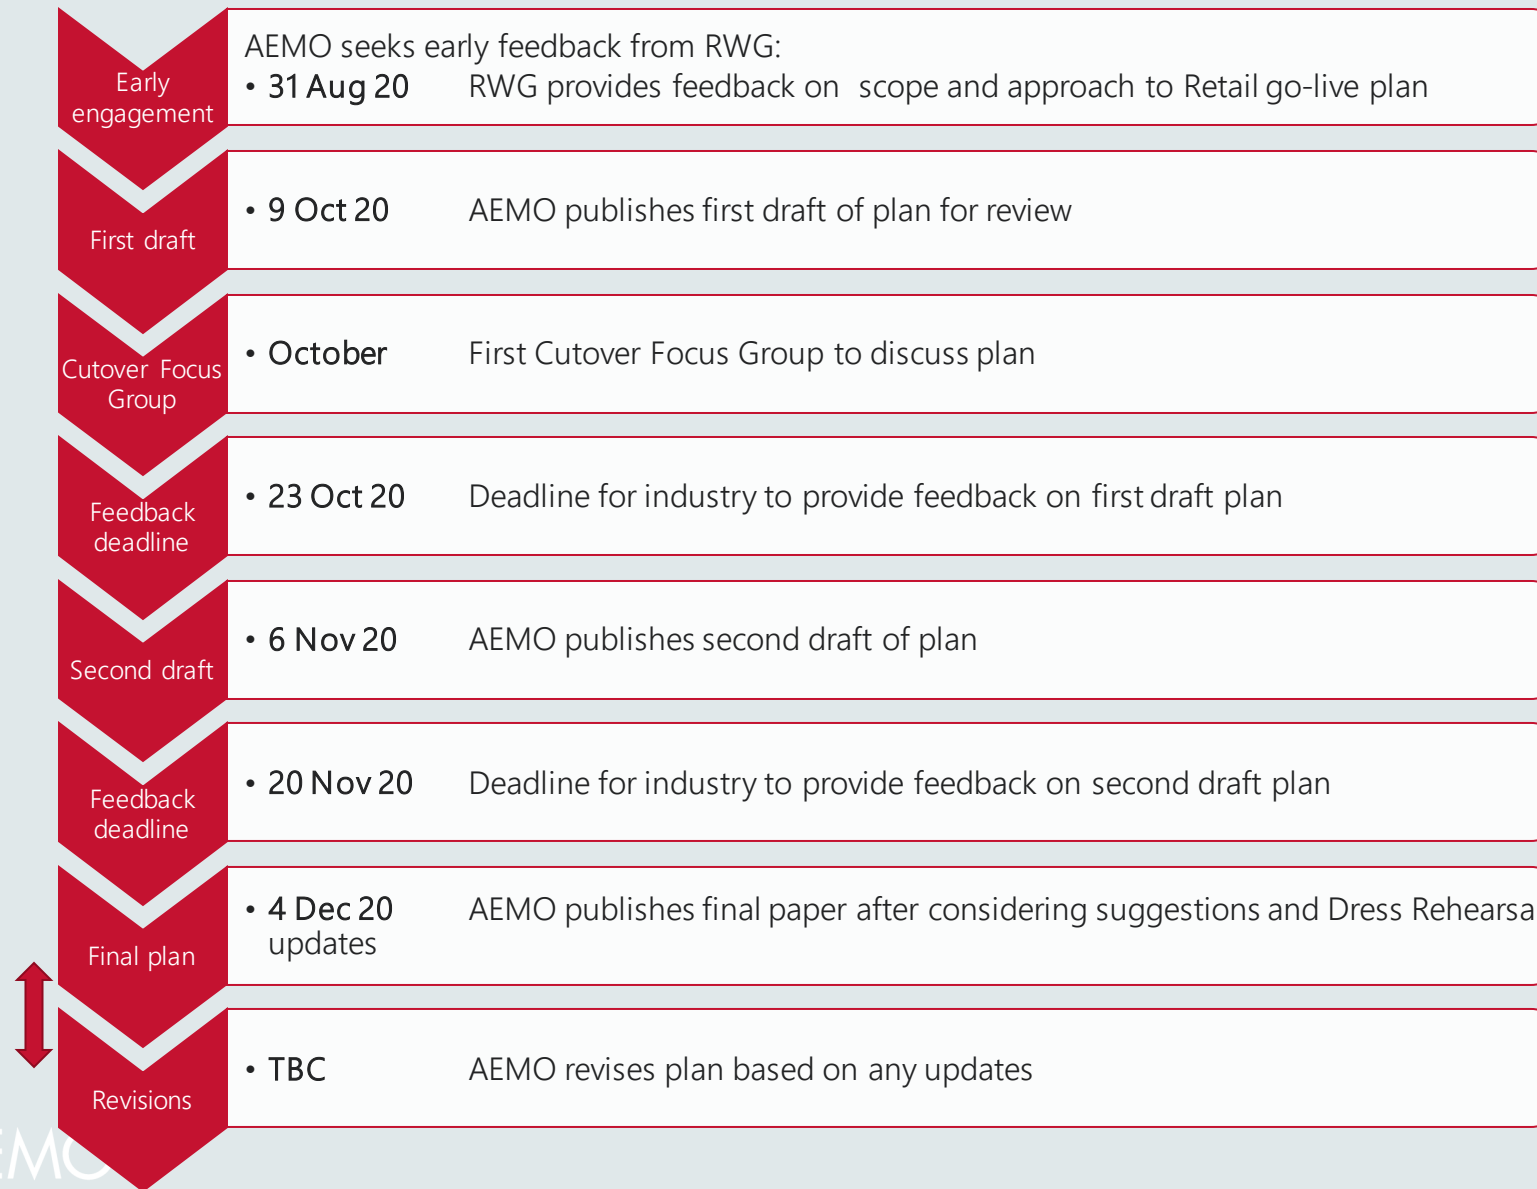 AEMO seeks early feedback from RWG:
Early
engagement
• 31 Aug 20 RWG provides feedback on scope and approach to Retail go-live plan
First draft
• 9 Oct 20 AEMO publishes first draft of plan for review
Cutover Focus
Group
• October First Cutover Focus Group to discuss plan
Feedback
deadline
• 23 Oct 20 Deadline for industry to provide feedback on first draft plan
Second draft
• 6 Nov 20 AEMO publishes second draft of plan
Feedback
deadline
• 20 Nov 20 Deadline for industry to provide feedback on second draft plan
Final plan
• 4 Dec 20 AEMO publishes final paper after considering suggestions and Dress Rehearsa
updates
Revisions
• TBC AEMO revises plan based on any updates